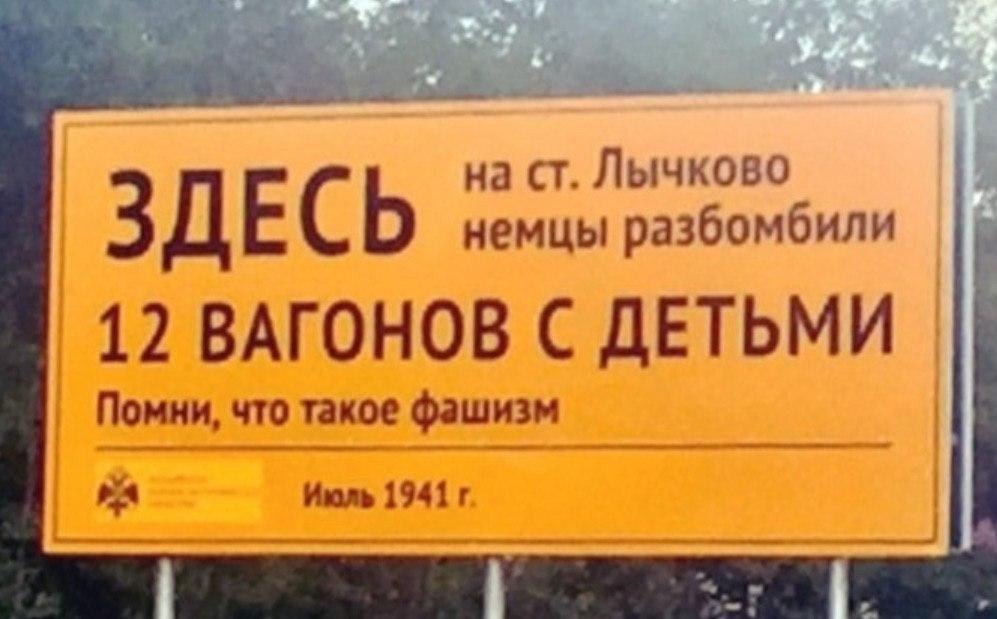 ЗДЕСЬ на ст. Лычково
немцы разбомбили
12 ВАГОНОВ С ДЕТЬМИ
Помни, что такое фашизм
Июль 1941 г.